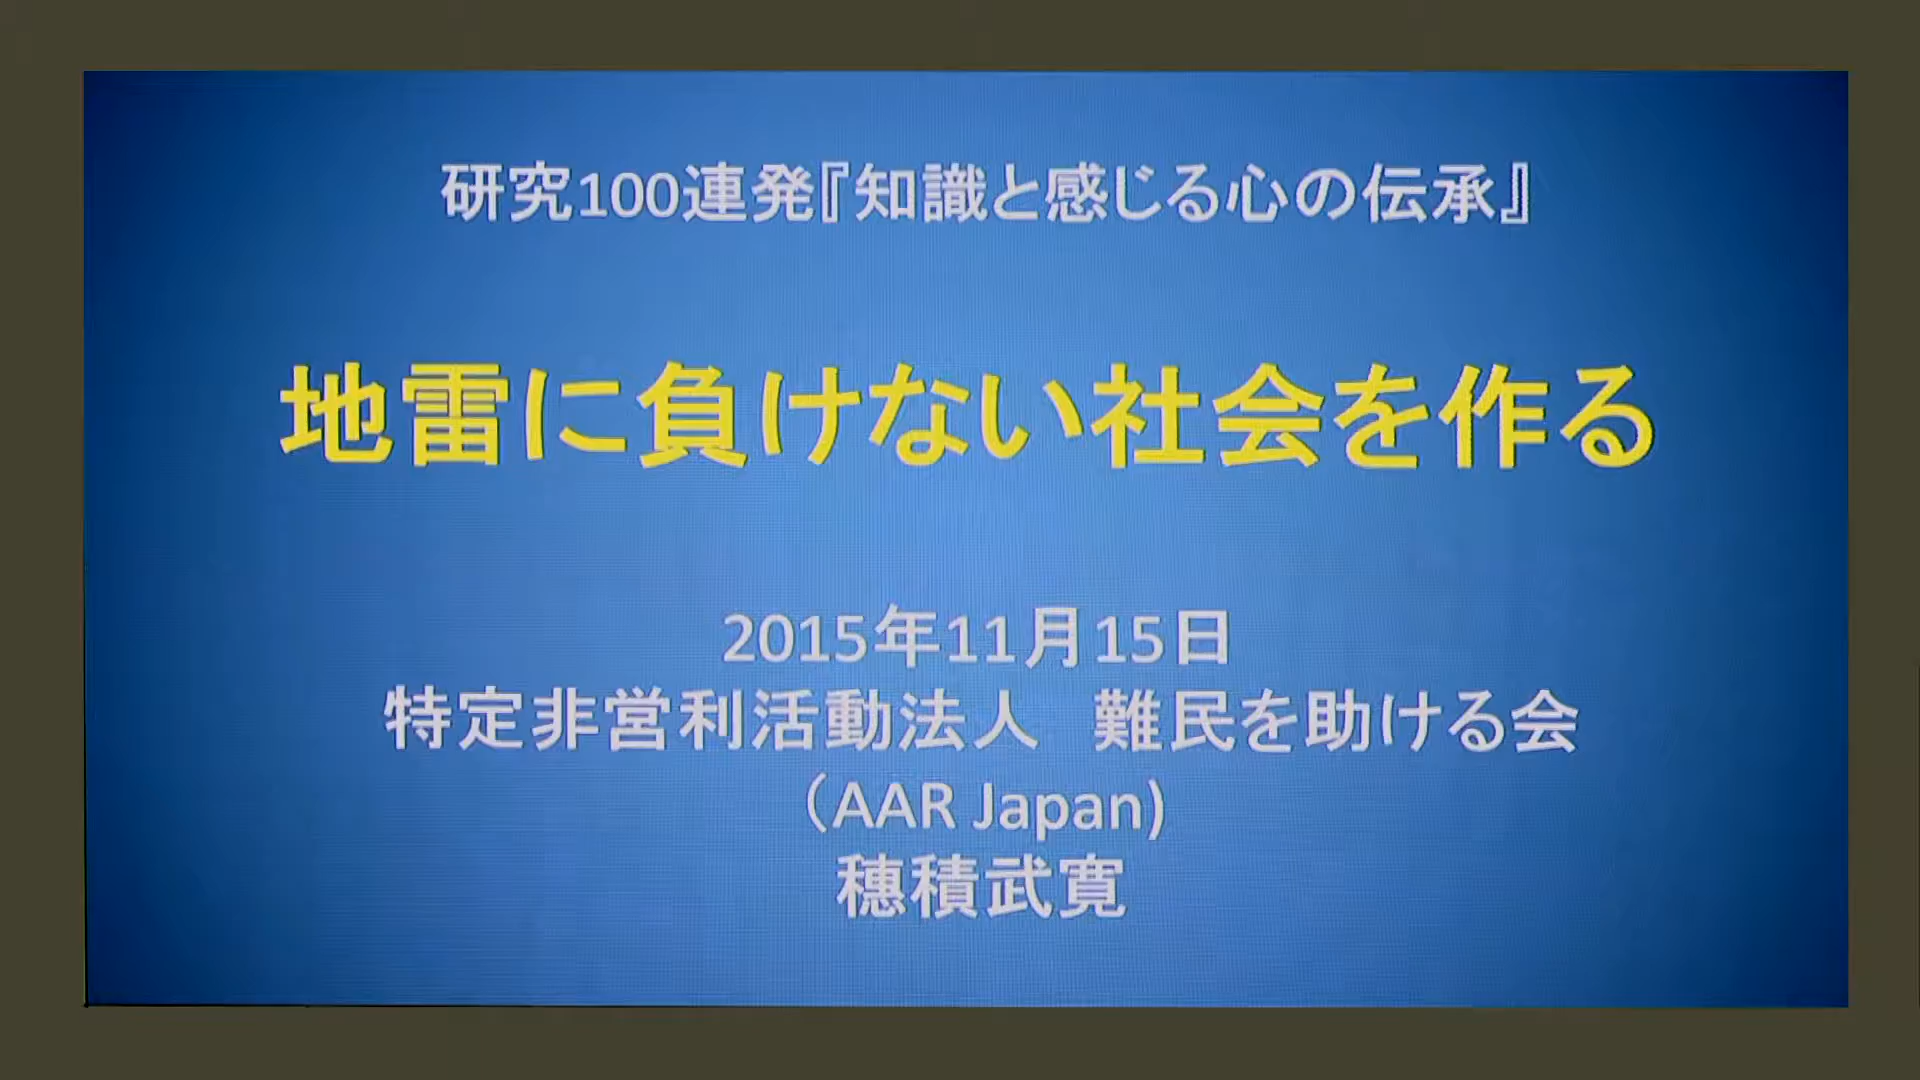 研究100連発『知識と感じる心の伝承』
地雷に負けない社会を作る
2015年11月15日
特定非営利活動法人　難民を助ける会
（AAR Japan)
穂積武寛